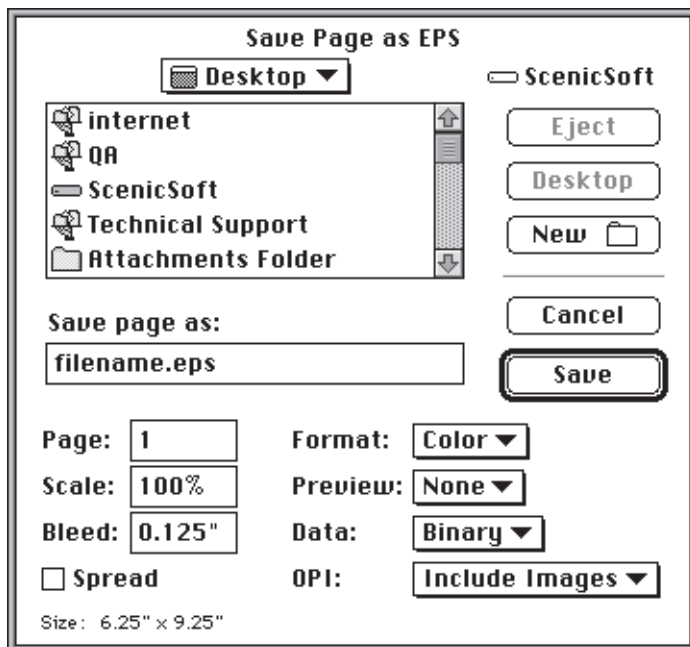 Save Page as EPS
Desktop
ScenicSoft
internet
QA
ScenicSoft
Technical Support
Attachments Folder
Eject
Desktop
New
Save page as:
filename.eps
Cancel
Save
Page: 1
Format: Color
Scale: 100%
Preview: None
Bleed: 0.125"
Data: Binary
Spread
OPI: Include Images
Size: 6.25" × 9.25"